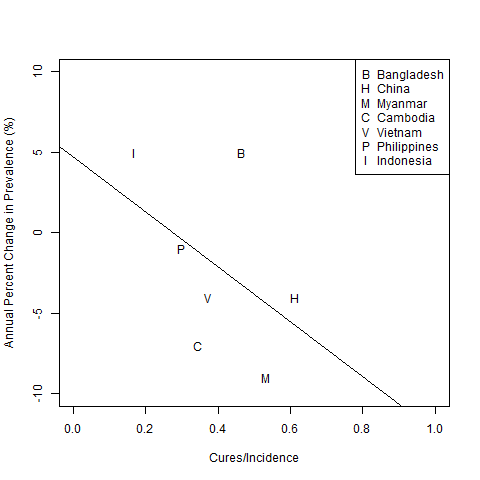 Annual Percent Change in Prevalence (%)
10
5
0
-5
-10
B Bangladesh
H China
M Myanmar
C Cambodia
V Vietnam
P Philippines
I Indonesia
I
B
P
V
H
C
M
0.0 0.2 0.4 0.6 0.8 1.0
Cures/Incidence